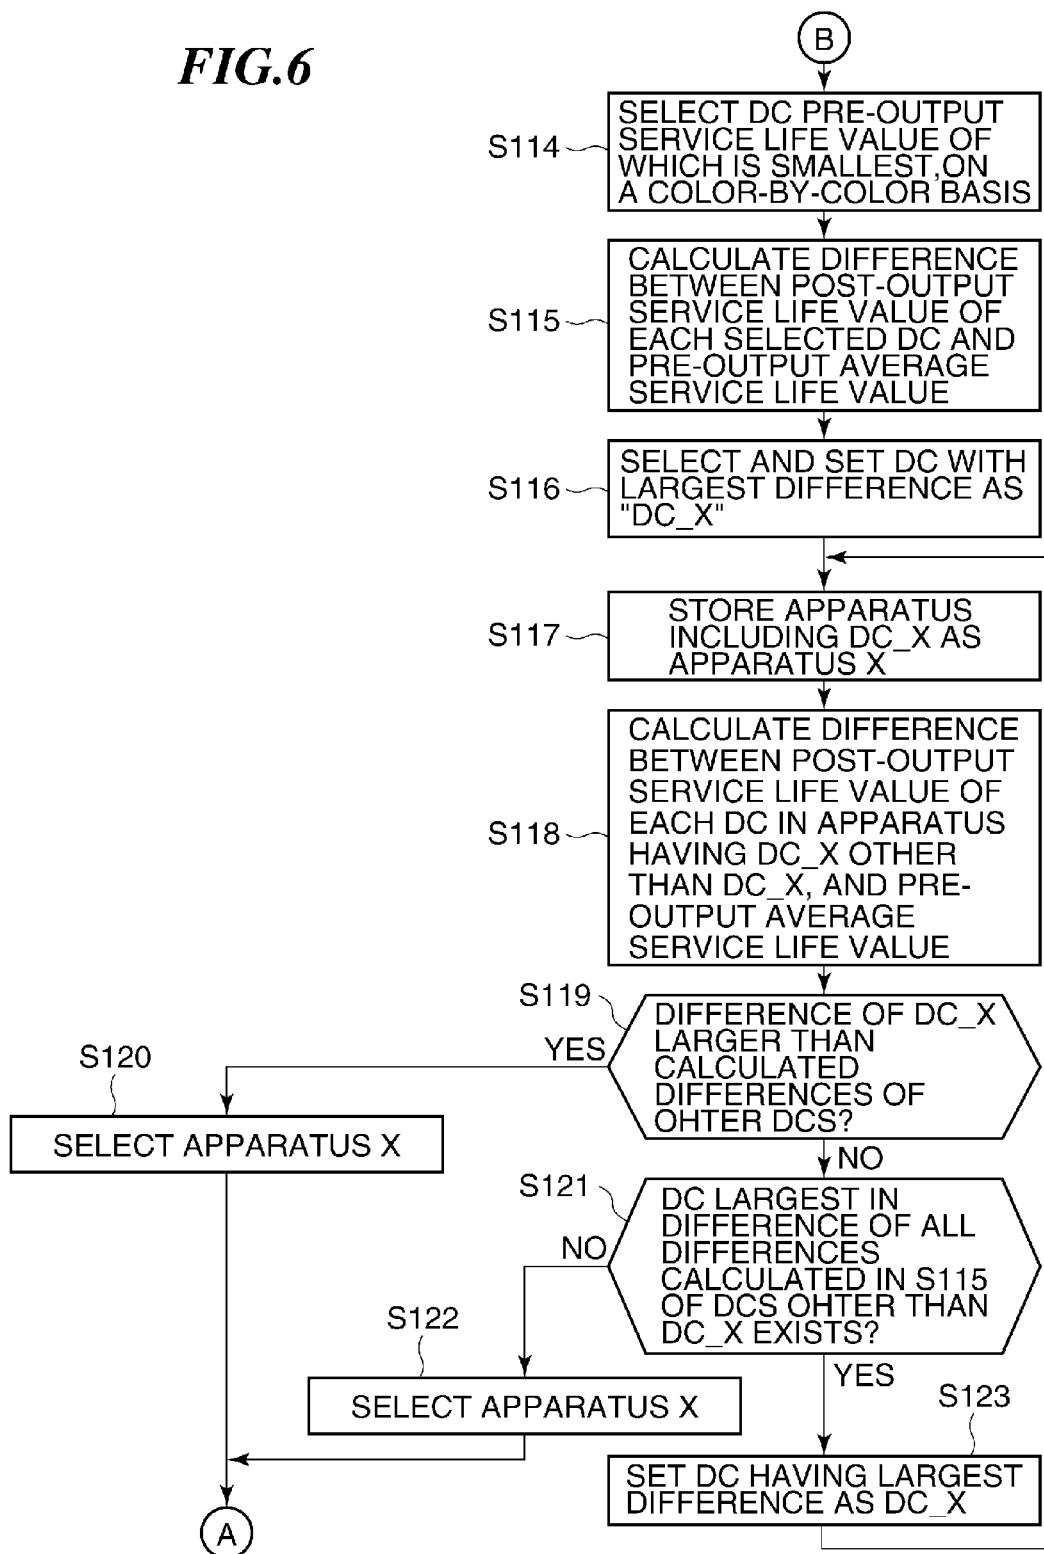 FIG.6
B
S114
SELECT DC PRE-OUTPUT
SERVICE LIFE VALUE OF
WHICH IS SMALLEST,ON
A COLOR-BY-COLOR BASIS
S115
CALCULATE DIFFERENCE
BETWEEN POST-OUTPUT
SERVICE LIFE VALUE OF
EACH SELECTED DC AND
PRE-OUTPUT AVERAGE
SERVICE LIFE VALUE
S116
SELECT AND SET DC WITH
LARGEST DIFFERENCE AS
"DC_X"
S117
STORE APPARATUS
INCLUDING DC_X AS
APPARATUS X
S118
CALCULATE DIFFERENCE
BETWEEN POST-OUTPUT
SERVICE LIFE VALUE OF
EACH DC IN APPARATUS
HAVING DC_X OTHER
THAN DC_X, AND PRE-
OUTPUT AVERAGE
SERVICE LIFE VALUE
S119
DIFFERENCE OF DC_X
LARGER THAN
CALCULATED
DIFFERENCES OF
OHTER DCS?
YES
S120
SELECT APPARATUS X
NO
S121
DC LARGEST IN
DIFFERENCE OF ALL
DIFFERENCES
CALCULATED IN S115
OF DCS OHTER THAN
DC_X EXISTS?
NO
S122
SELECT APPARATUS X
YES
S123
SET DC HAVING LARGEST
DIFFERENCE AS DC_X
A